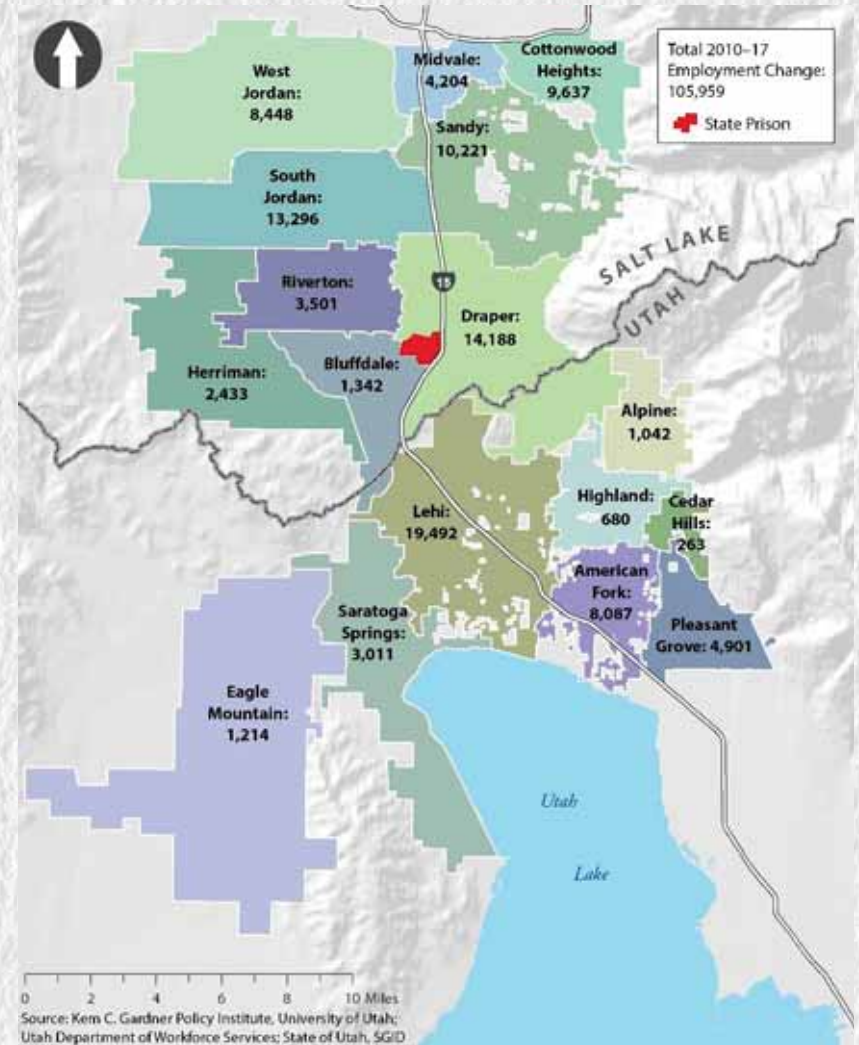 West
Jordan:
8,448
Midvale:
4,204
Cottonwood
Heights:
9,637
Total 2010–17
Employment Change:
105,959
State Prison
Sandy:
10,221
South
Jordan:
13,296
SALT LAKE
UTAH
Riverton:
3,501
15
Draper:
14,188
Herriman:
2,433
Bluffdale:
1,342
Alpine:
1,042
Highland:
680
Cedar
Hills:
263
Lehi:
19,492
American
Fork:
8,087
Pleasant
Grove: 4,901
Saratoga
Springs:
3,011
Eagle
Mountain:
1,214
Utah
Lake
0 2 4 6 8 10 Miles
Source: Kem C. Gardner Policy Institute, University of Utah;
Utah Department of Workforce Services; State of Utah, SGID